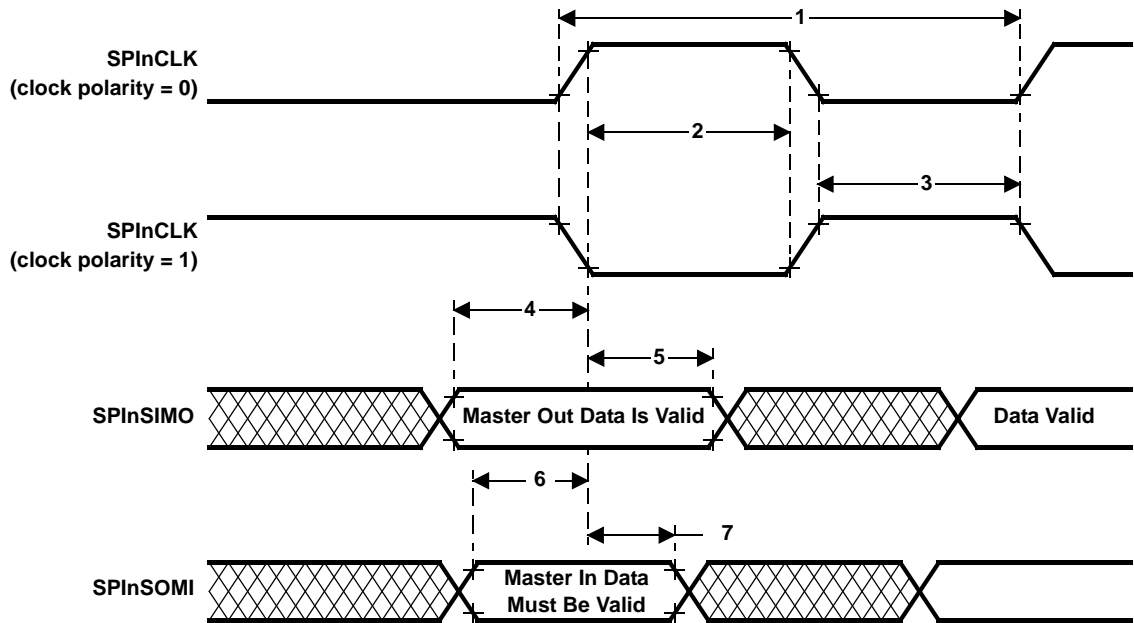 1
SPInCLK
(clock polarity = 0)
2
3
SPInCLK
(clock polarity = 1)
4
5
SPInSIMO
Master Out Data Is Valid
Data Valid
6
7
SPInSOMI
Master In Data
Must Be Valid